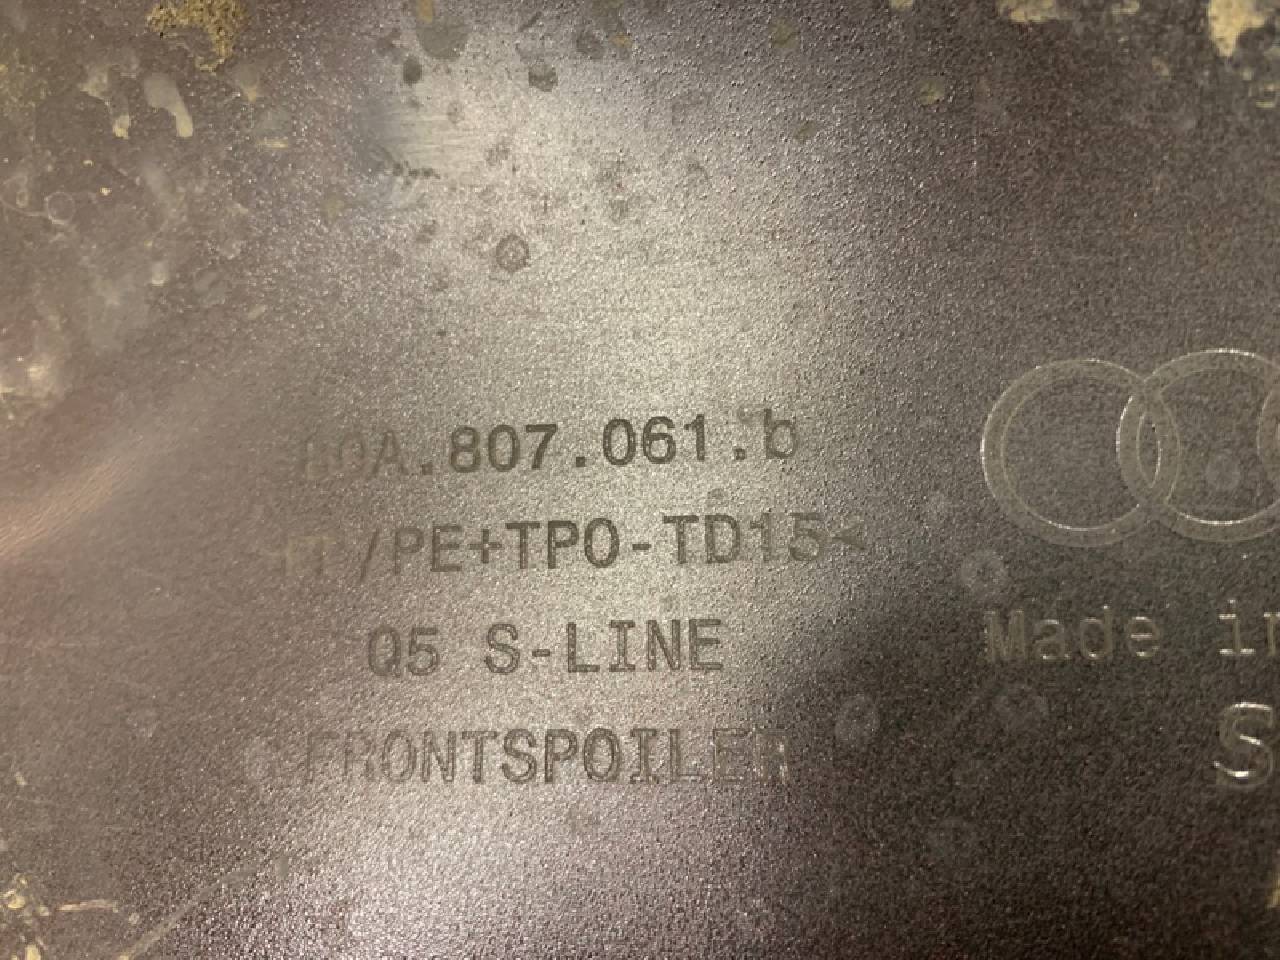 80A.807.061.b
/PE+TPO-TD15<
Q5 S-LINE
FRONTSPOILER
Made in
S